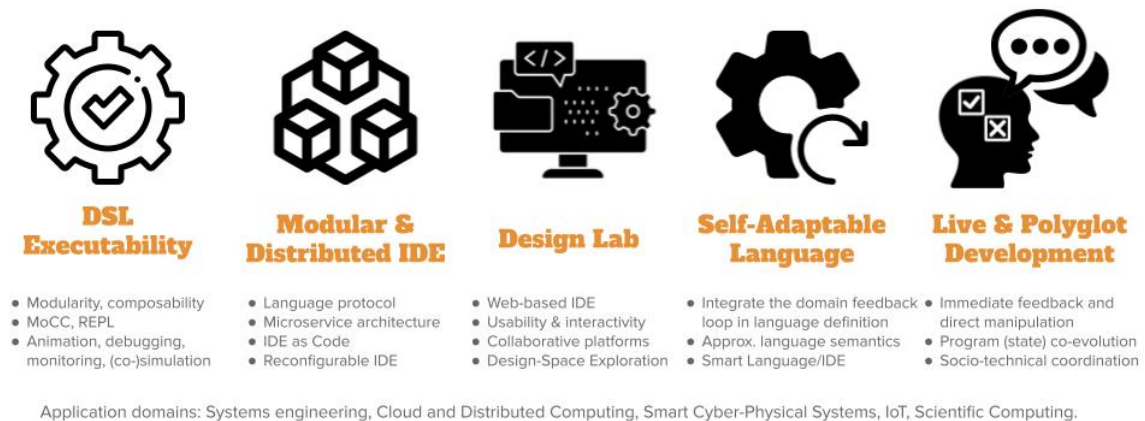 </>
DSL
Executability
● Modularity, composability
● MoCC, REPL
● Animation, debugging,
monitoring, (co-)simulation
Modular &
Distributed IDE
● Language protocol
● Microservice architecture
● IDE as Code
● Reconfigurable IDE
Design Lab
● Web-based IDE
● Usability & interactivity
● Collaborative platforms
● Design-Space Exploration
Self-Adaptable
Language
● Integrate the domain feedback
loop in language definition
● Approx. language semantics
● Smart Language/IDE
Live & Polyglot
Development
● Immediate feedback and
direct manipulation
● Program (state) co-evolution
● Socio-technical coordination
Application domains: Systems engineering, Cloud and Distributed Computing, Smart Cyber-Physical Systems, IoT, Scientific Computing.